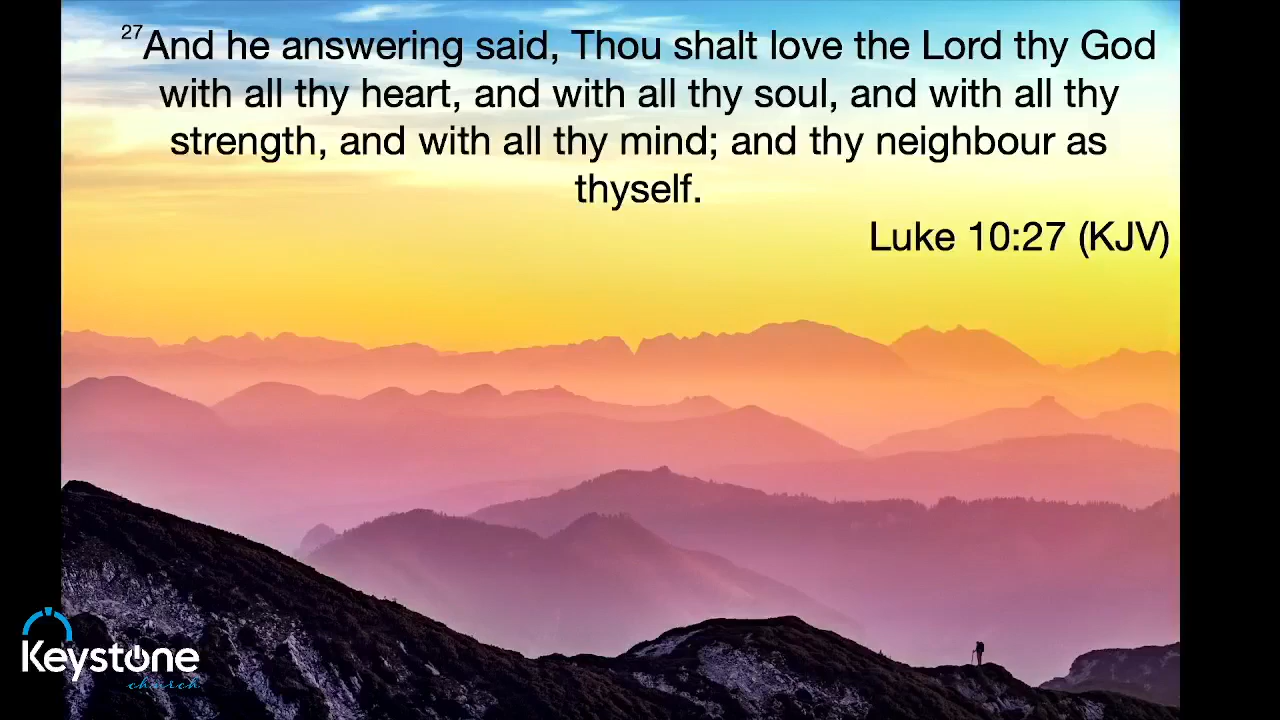 27And he answering said, Thou shalt love the Lord thy God
with all thy heart, and with all thy soul, and with all thy
strength, and with all thy mind; and thy neighbour as
thyself.
Luke 10:27 (KJV)
Keystone
church